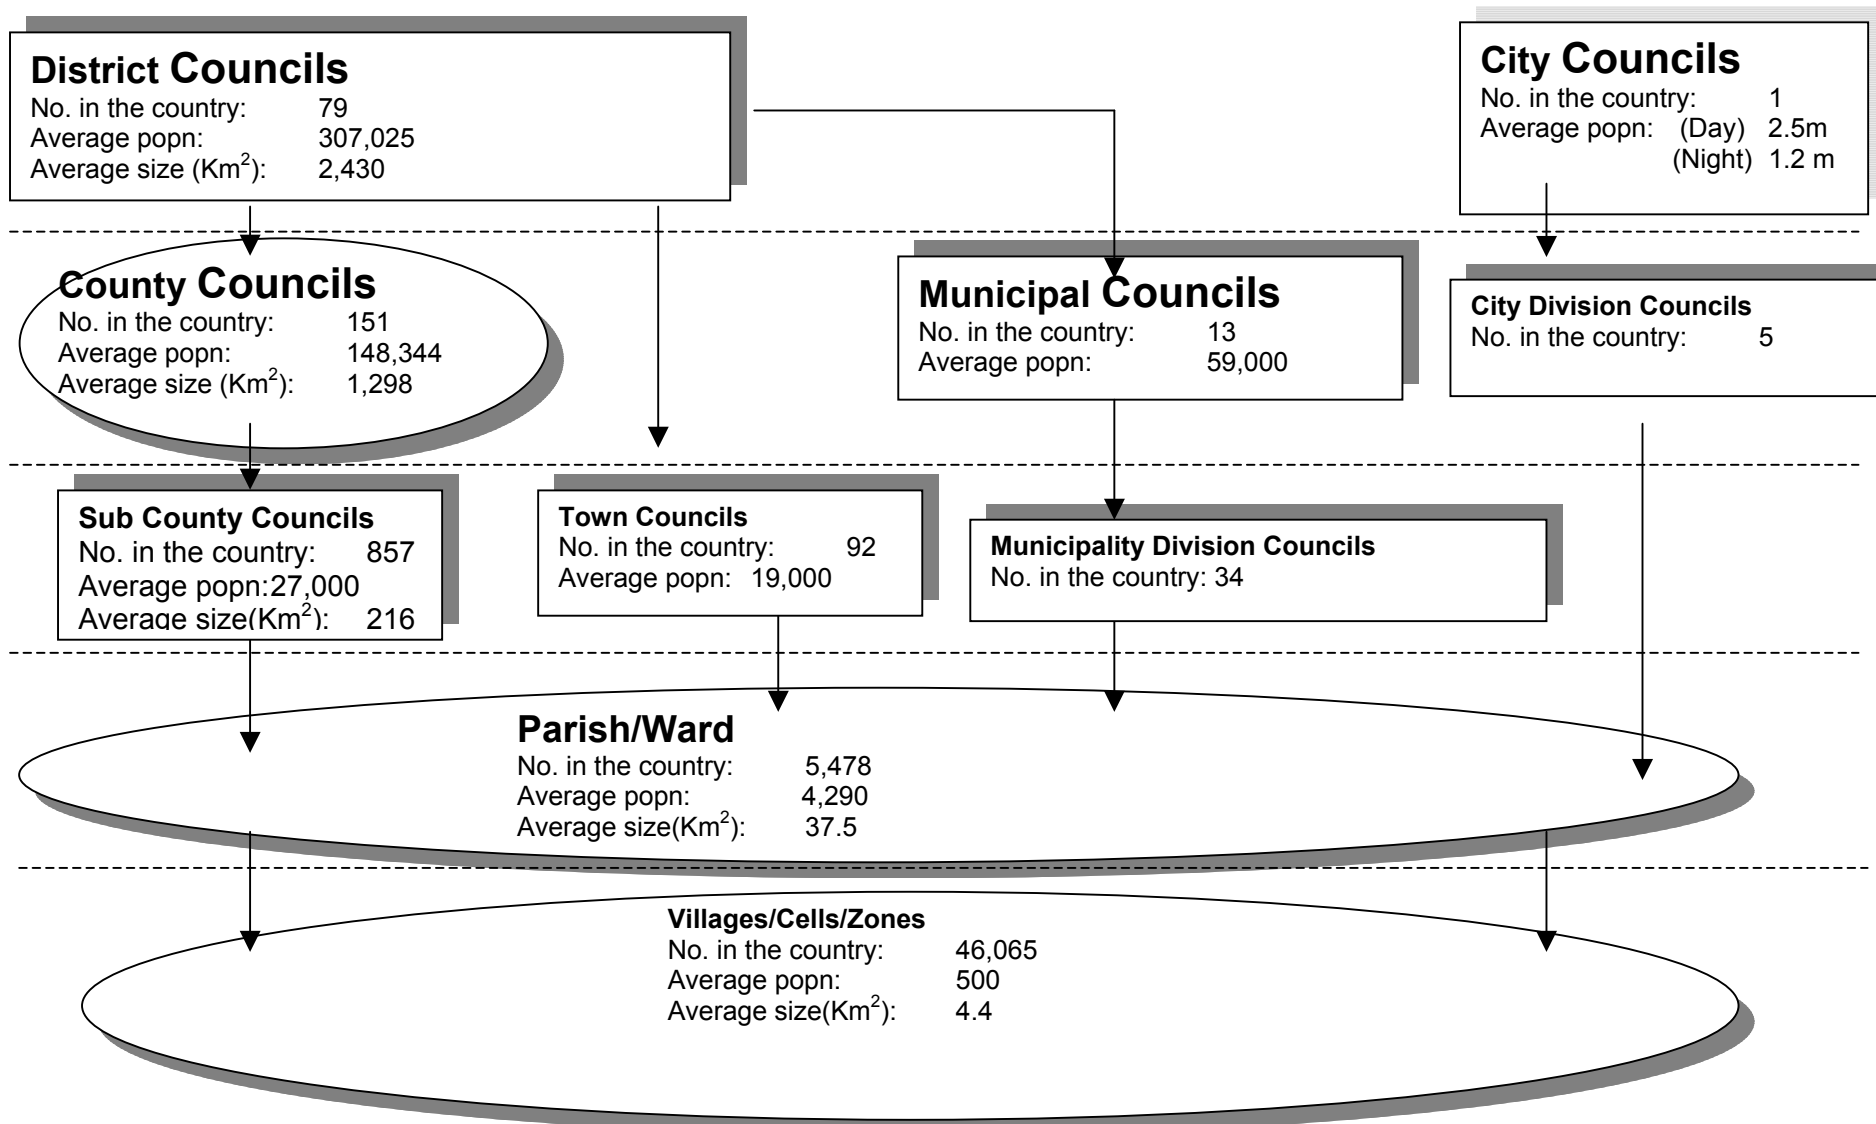 District Councils
No. in the country: 79
Average popn: 307,025
Average size (Km²): 2,430
City Councils
No. in the country: 1
Average popn: (Day) 2.5m
(Night) 1.2 m
County Councils
No. in the country: 151
Average popn: 148,344
Average size (Km²): 1,298
Municipal Councils
No. in the country: 13
Average popn: 59,000
City Division Councils
No. in the country: 5
Sub County Councils
No. in the country: 857
Average popn:27,000
Average size(Km²): 216
Town Councils
No. in the country: 92
Average popn: 19,000
Municipality Division Councils
No. in the country: 34
Parish/Ward
No. in the country: 5,478
Average popn: 4,290
Average size(Km²): 37.5
Villages/Cells/Zones
No. in the country: 46,065
Average popn: 500
Average size(Km²): 4.4